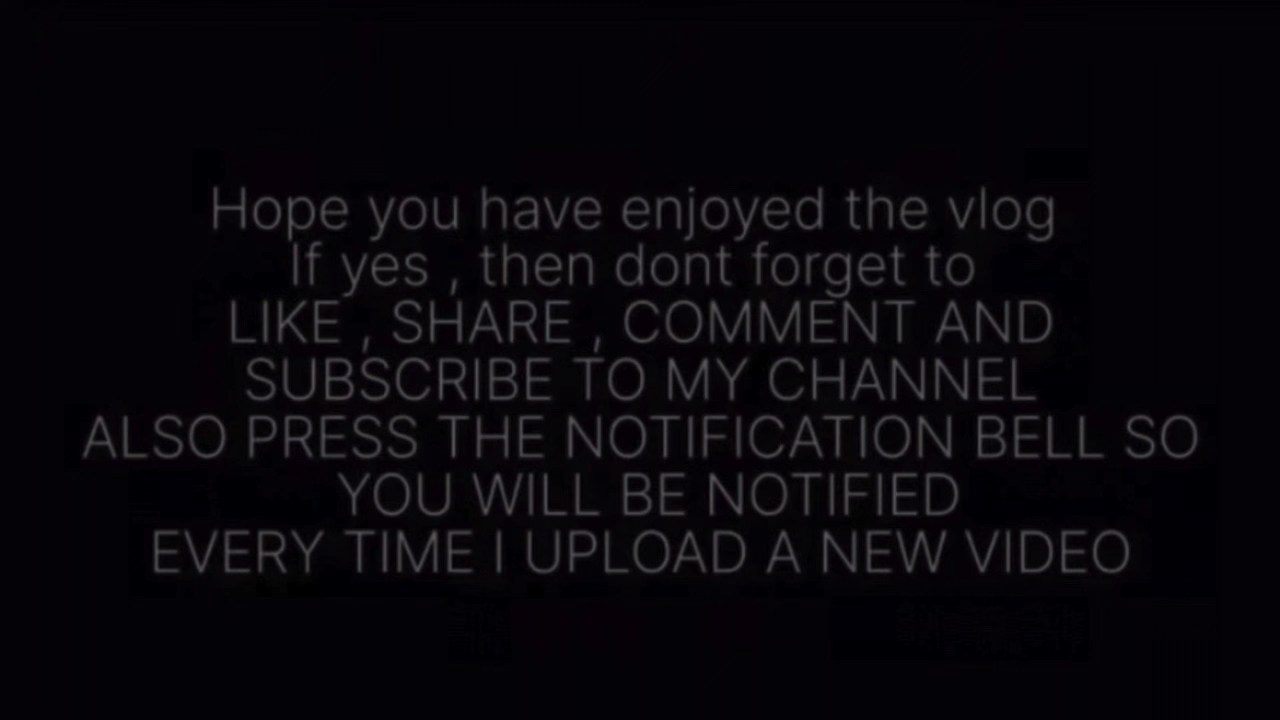 Hope you have enjoyed the vlog
If yes , then dont forget to
LIKE , SHARE , COMMENT AND
SUBSCRIBE TO MY CHANNEL
ALSO PRESS THE NOTIFICATION BELL SO
YOU WILL BE NOTIFIED
EVERY TIME I UPLOAD A NEW VIDEO